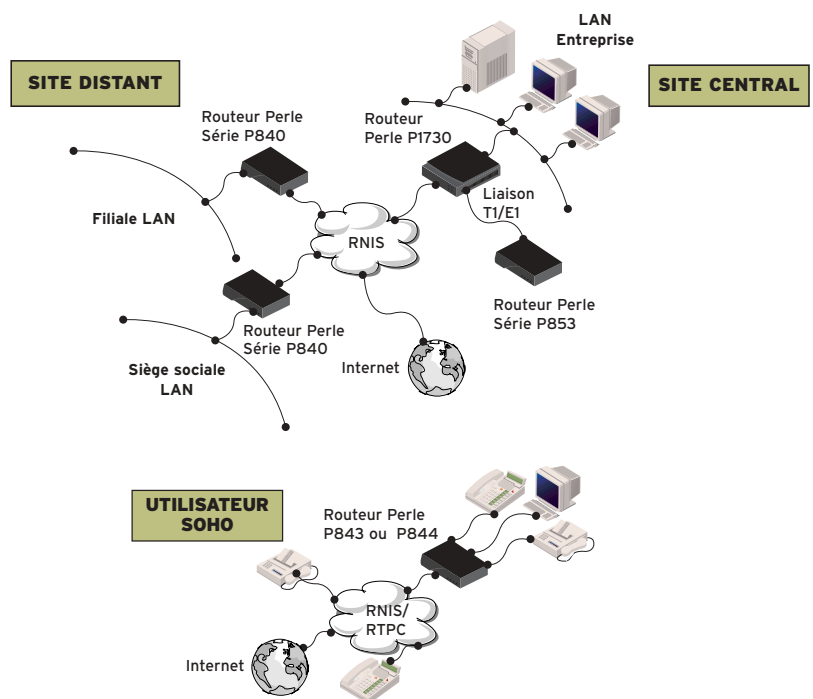 LAN
Entreprise
SITE DISTANT
SITE CENTRAL
Routeur Perle
Série P840
Routeur
Perle P1730
Liaison
T1/E1
Filiale LAN
RNIS
Routeur Perle
Série P853
Routeur Perle
Série P840
Siège sociale
LAN
Internet
UTILISATEUR
SOHO
Routeur Perle
P843 ou P844
RNIS/
RTPC
Internet